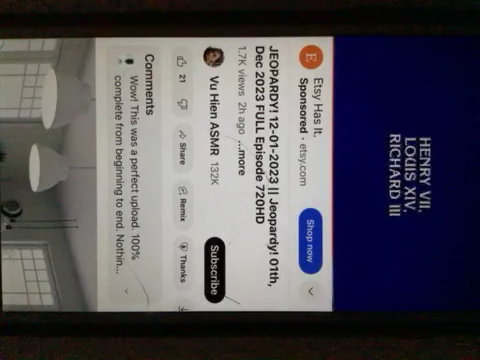 HENRY VII,
LOUIS XIV,
RICHARD III
E
Etsy Has It.
Sponsored · etsy.com
Shop now
JEOPARDY! 12-01-2023 || Jeopardy! 01th,
Dec 2023 FULL Episode 720HD
1.7K views 2h ago ...more
Vu Hien ASMR 132K
Subscribe
21
Share
Remix
Thanks
Comments
Wow! This was a perfect upload. 100%
complete from beginning to end. Nothin...